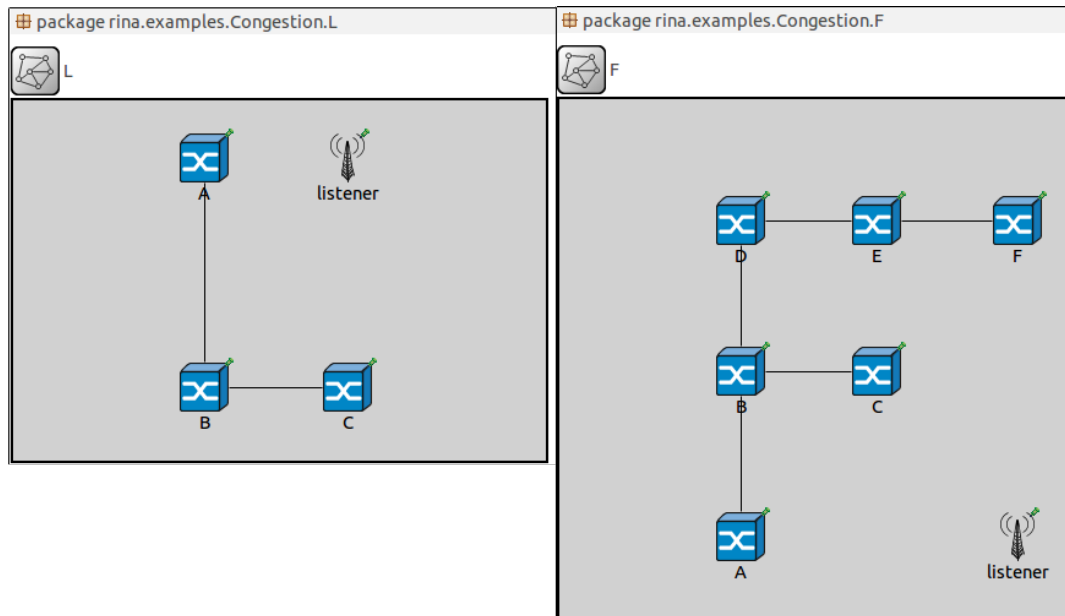 package rina.examples.Congestion.L
L
A
listener
B
C
package rina.examples.Congestion.F
F
D
E
F
B
C
A
listener